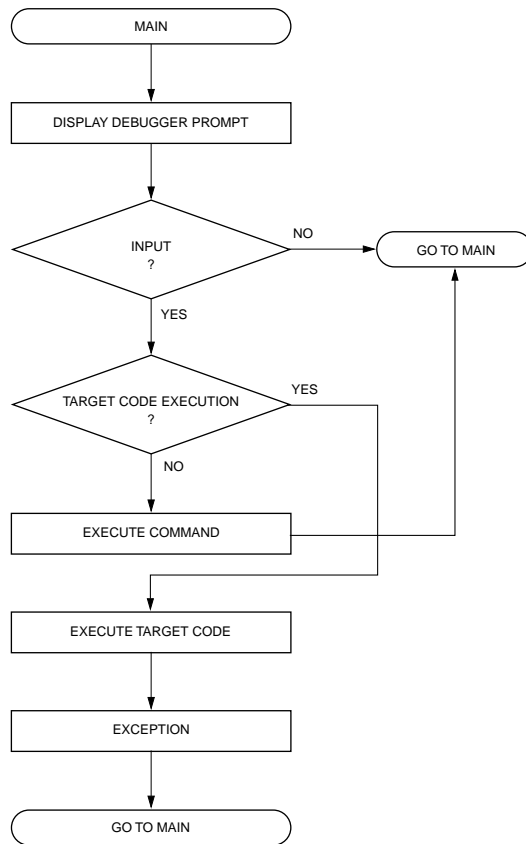 MAIN
DISPLAY DEBUGGER PROMPT
INPUT
?
NO
GO TO MAIN
YES
TARGET CODE EXECUTION
?
YES
NO
EXECUTE COMMAND
EXECUTE TARGET CODE
EXCEPTION
GO TO MAIN